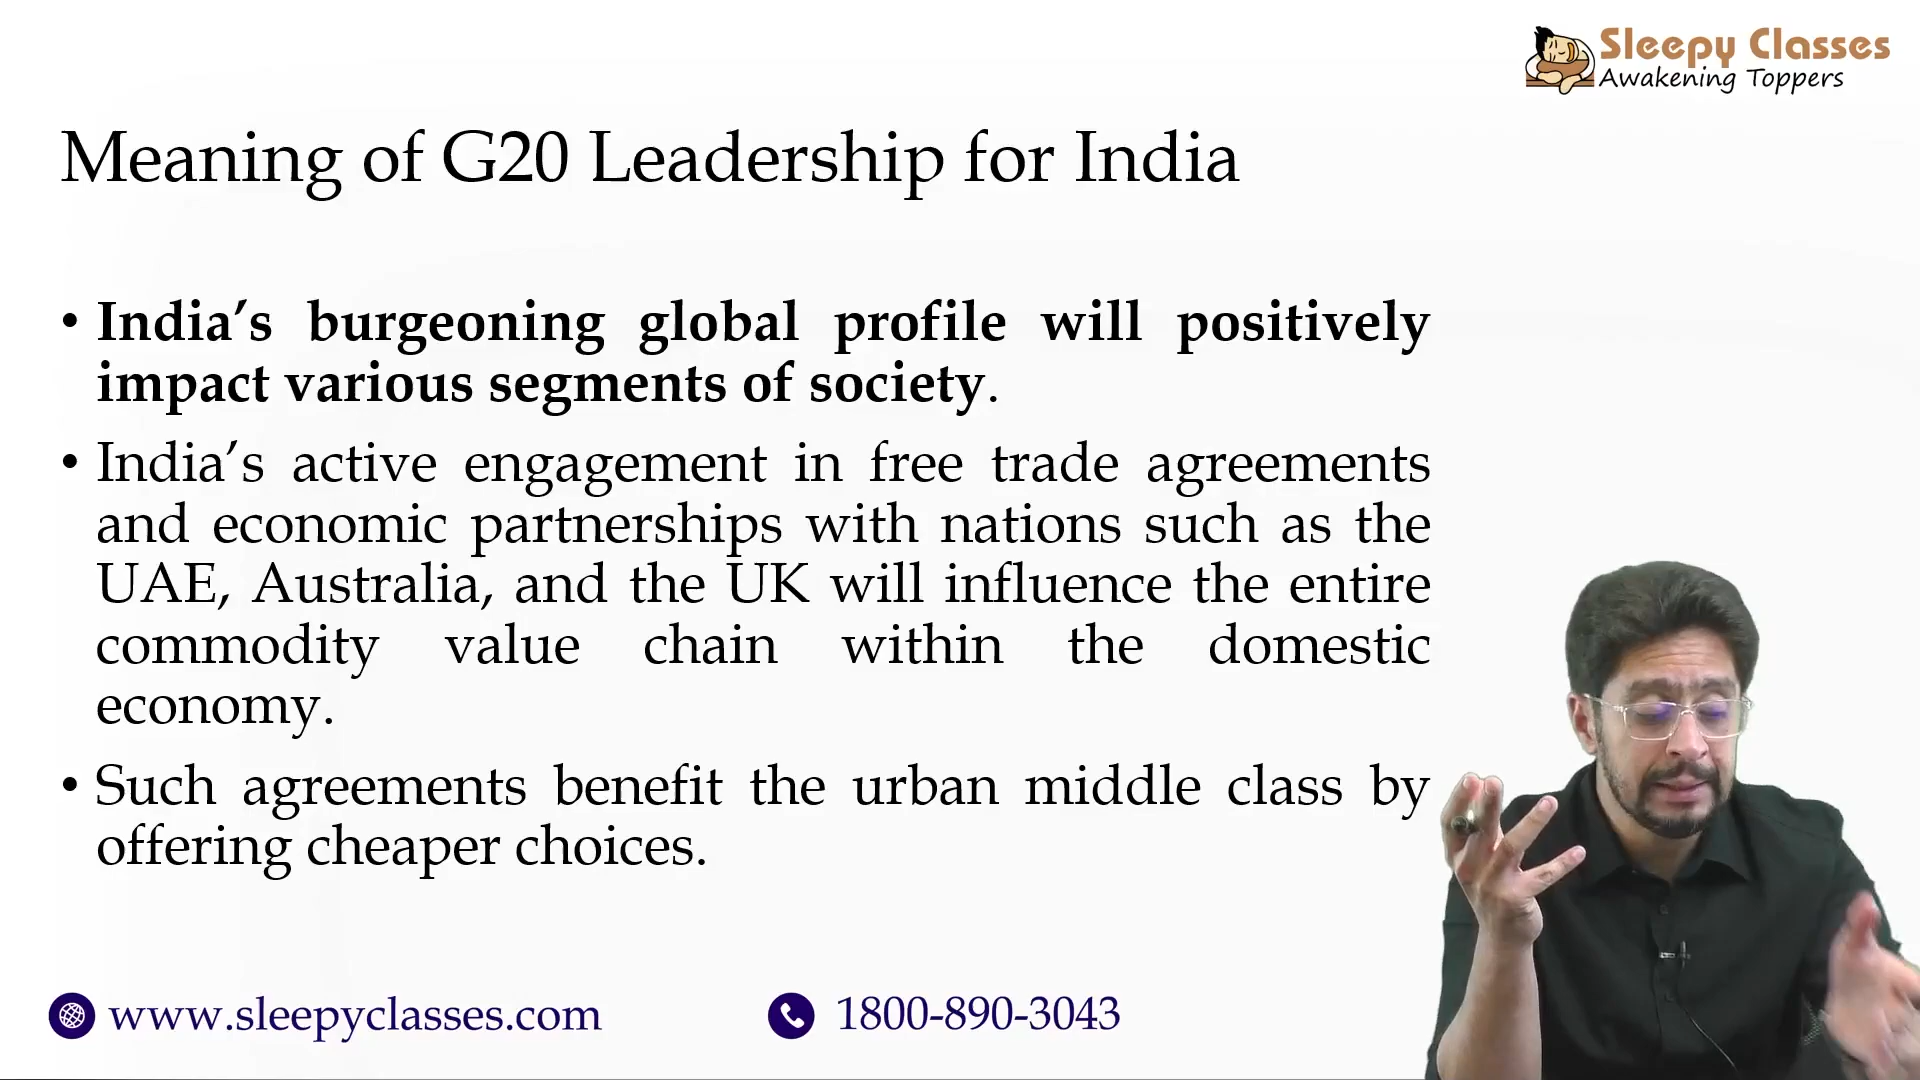 Sleepy Classes
Awakening Toppers
Meaning of G20 Leadership for India
• India’s burgeoning global profile will positively
impact various segments of society.
• India’s active engagement in free trade agreements
and economic partnerships with nations such as the
UAE, Australia, and the UK will influence the entire
commodity value chain within the domestic
economy.
• Such agreements benefit the urban middle class by
offering cheaper choices.
www.sleepyclasses.com
1800-890-3043